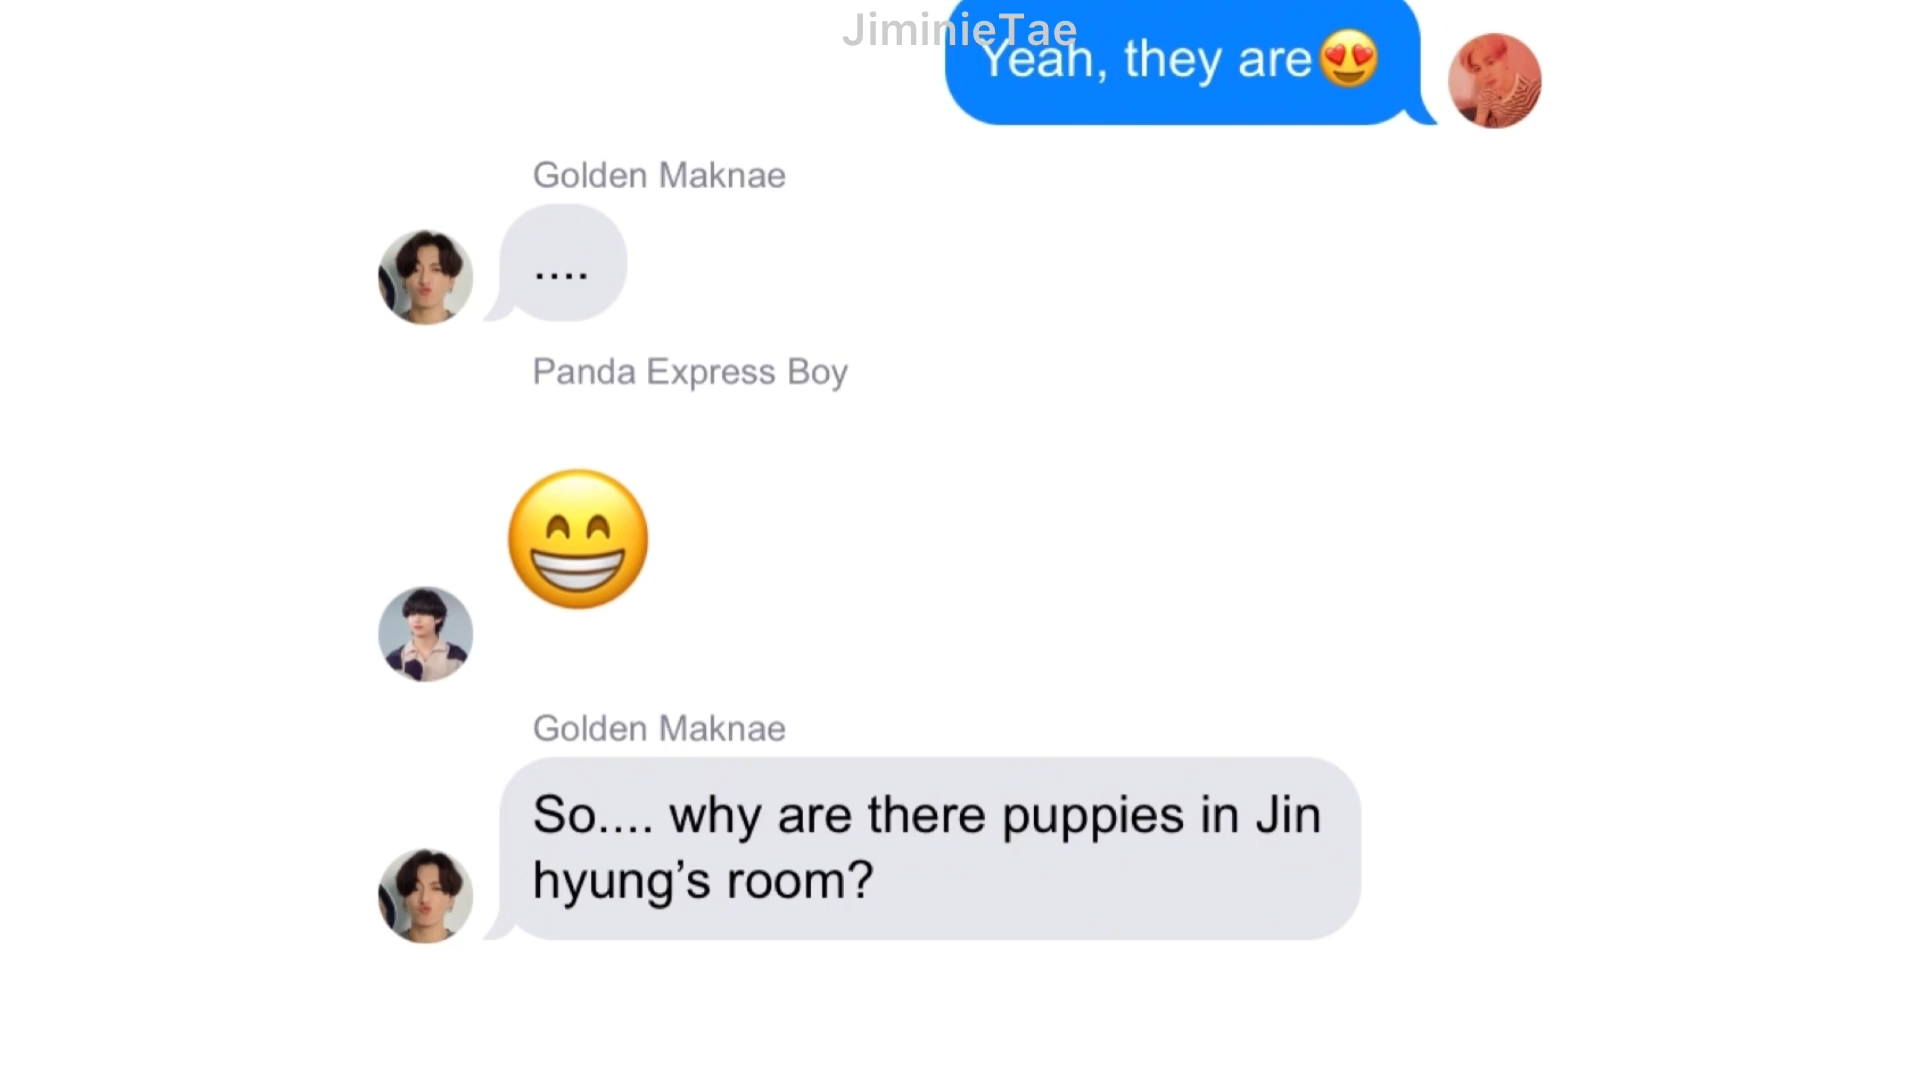 JiminieTae
Yeah, they are😍
Golden Maknae
....
Panda Express Boy
😁
Golden Maknae
So.... why are there puppies in Jin
hyung’s room?